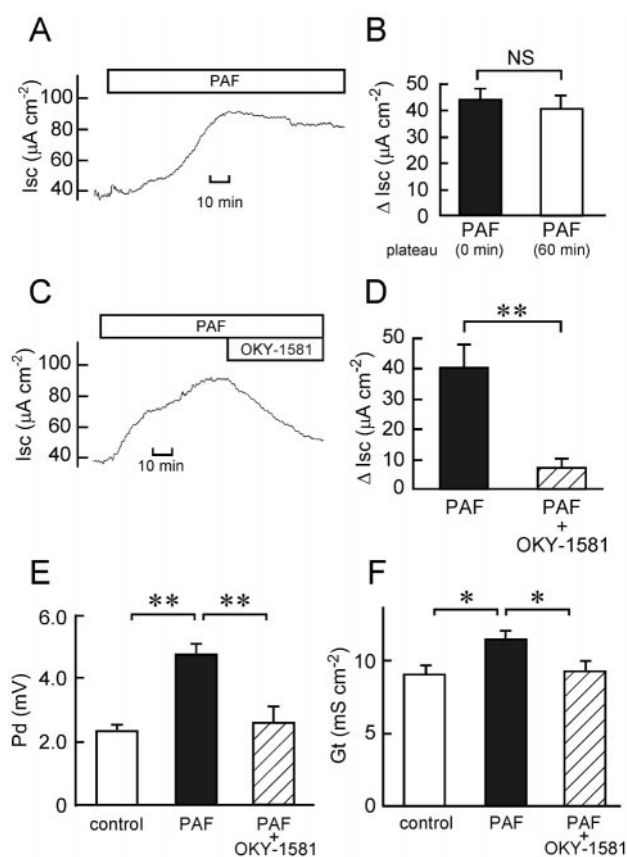 A
PAF
Isc (μA cm-2)
100
80
60
40
10 min
B
NS
Δ Isc (μA cm-2)
50
40
30
20
10
0
PAF PAF
plateau (0 min) (60 min)
C
PAF
OKY-1581
Isc (μA cm-2)
100
80
60
40
10 min
D
**
Δ Isc (μA cm-2)
50
40
30
20
10
0
PAF PAF
+
OKY-1581
E
** **
Pd (mV)
6.0
4.0
2.0
0
control PAF PAF
+
OKY-1581
F
* *
Gt (mS cm-2)
10
5
0
control PAF PAF
+
OKY-1581